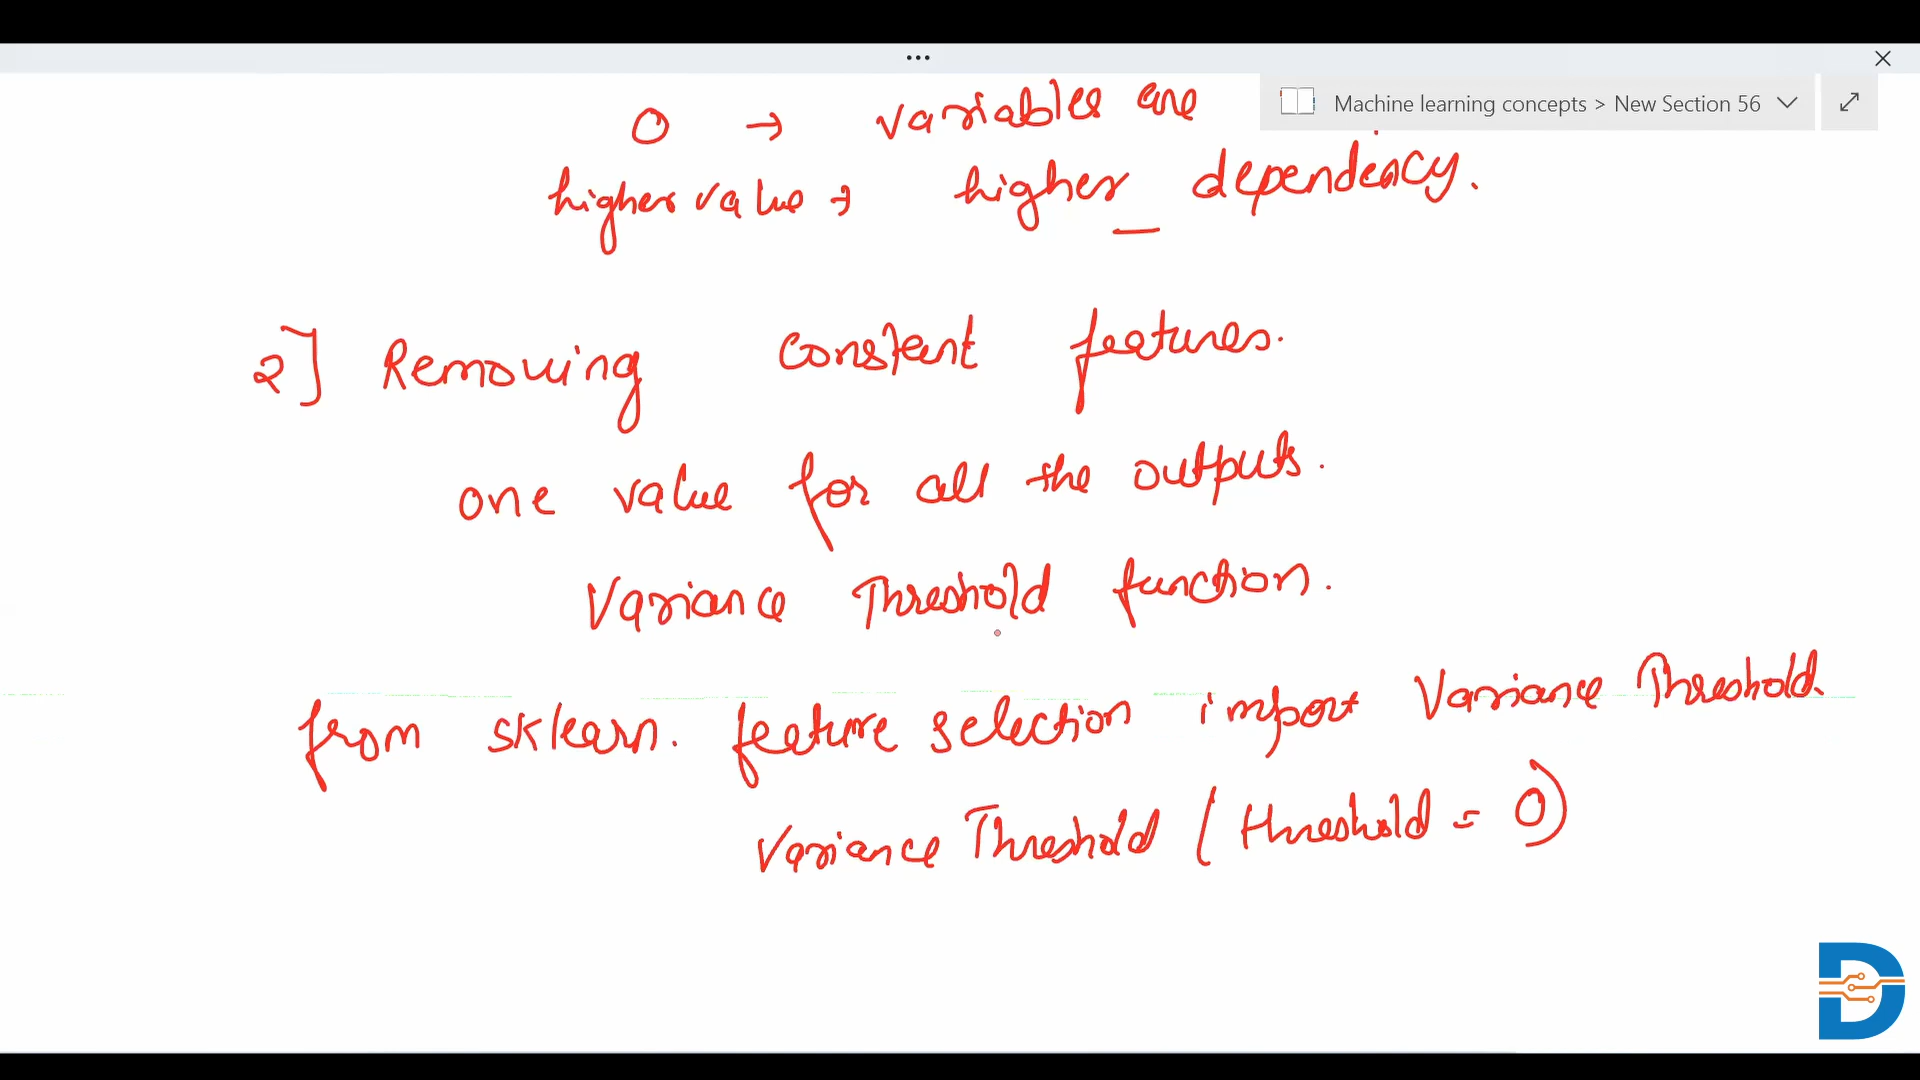 Machine learning concepts > New Section 56
0 → variables are
higher value → higher dependency.
2] Removing constant features.
one value for all the outputs.
Variance Threshold function.
from sklearn. feature selection import Variance Threshold.
Variance Threshold (threshold = 0)